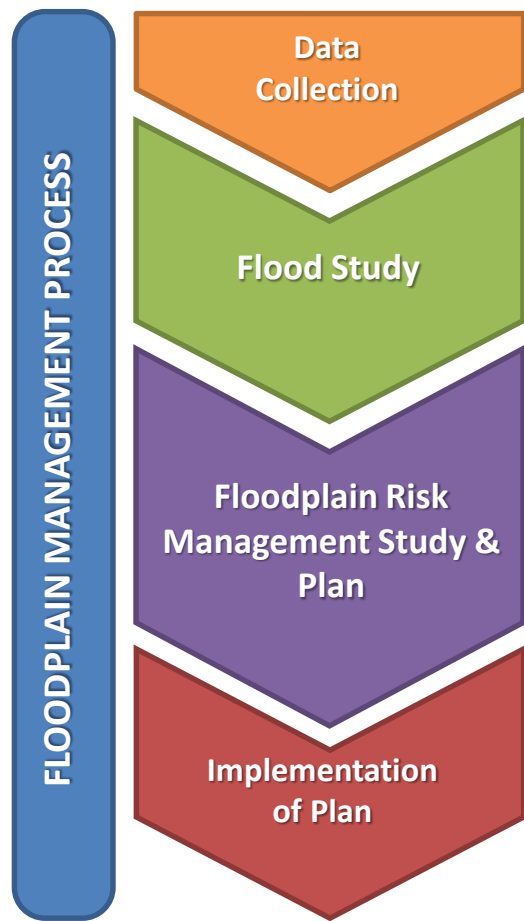 FLOODPLAIN MANAGEMENT PROCESS
Data
Collection
Flood Study
Floodplain Risk
Management Study &
Plan
Implementation
of Plan